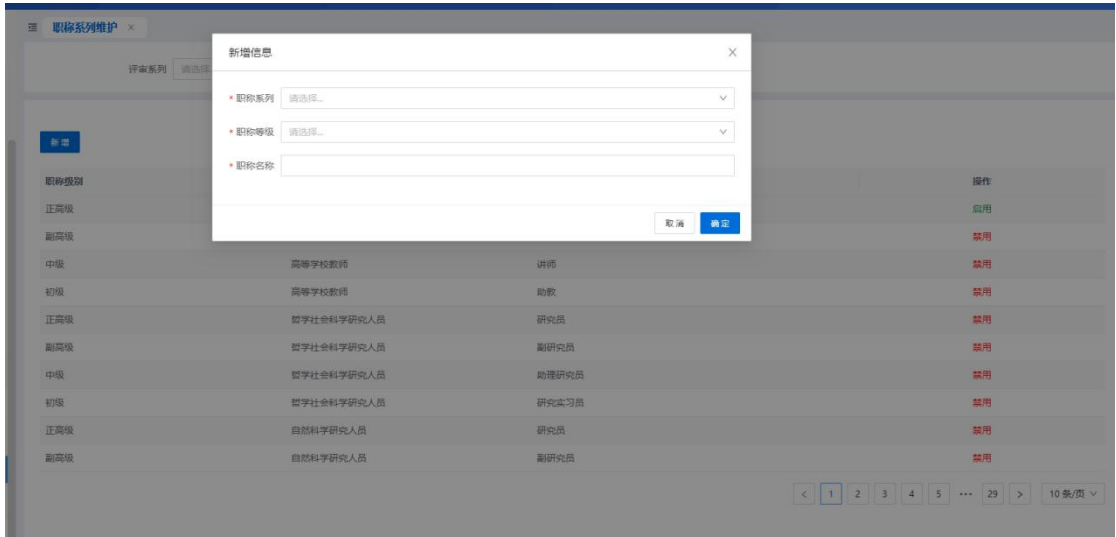 职称系列维护 ×
新增信息 ×
评审系列 请选择
* 职称系列 请选择...
* 职称等级 请选择...
新增
* 职称名称
职称级别 操作
正高级 启用
取消 确定
副高级 禁用
中级 高等学校教师 讲师 禁用
初级 高等学校教师 助教 禁用
正高级 哲学社会科学研究人员 研究员 禁用
副高级 哲学社会科学研究人员 副研究员 禁用
中级 哲学社会科学研究人员 助理研究员 禁用
初级 哲学社会科学研究人员 研究实习员 禁用
正高级 自然科学研究人员 研究员 禁用
副高级 自然科学研究人员 副研究员 禁用
< 1 2 3 4 5 ••• 29 > 10 条/页